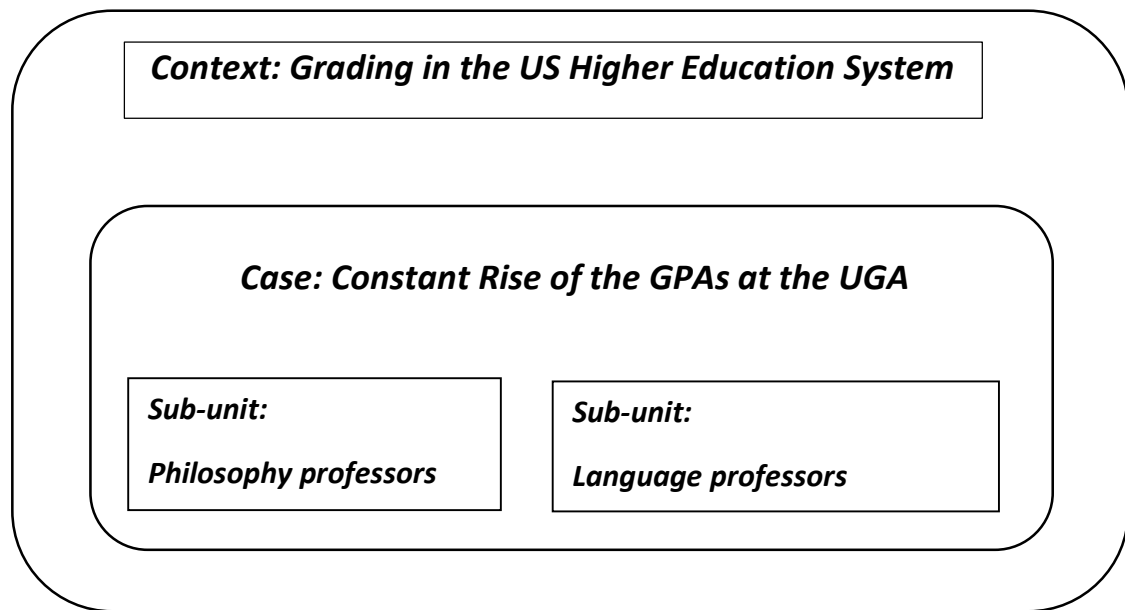 Context: Grading in the US Higher Education System
Case: Constant Rise of the GPAs at the UGA
Sub-unit:
Philosophy professors
Sub-unit:
Language professors